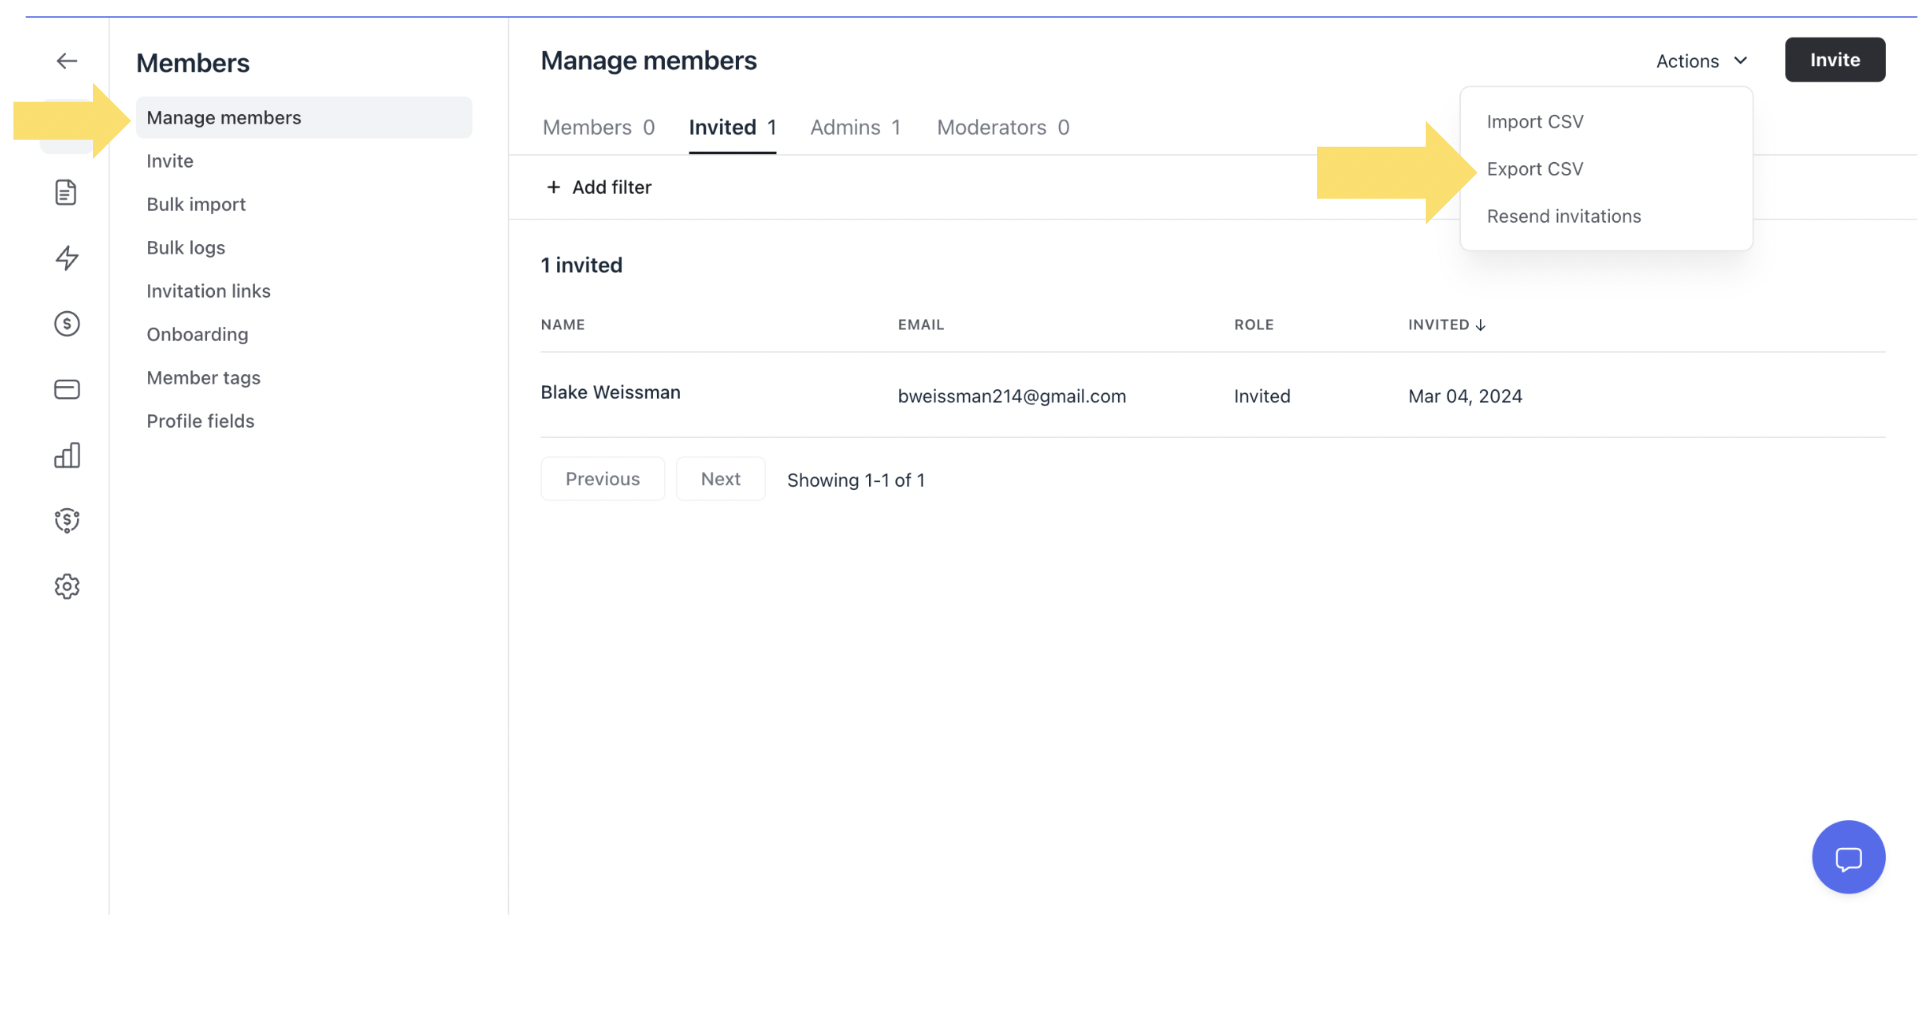 Members
Manage members
Invite
Bulk import
Bulk logs
Invitation links
Onboarding
Member tags
Profile fields
Manage members
Actions
Invite
Members 0 Invited 1 Admins 1 Moderators 0
Import CSV
Export CSV
Resend invitations
+ Add filter
1 invited
NAME EMAIL ROLE INVITED ↓
Blake Weissman bweissman214@gmail.com Invited Mar 04, 2024
Previous Next Showing 1-1 of 1